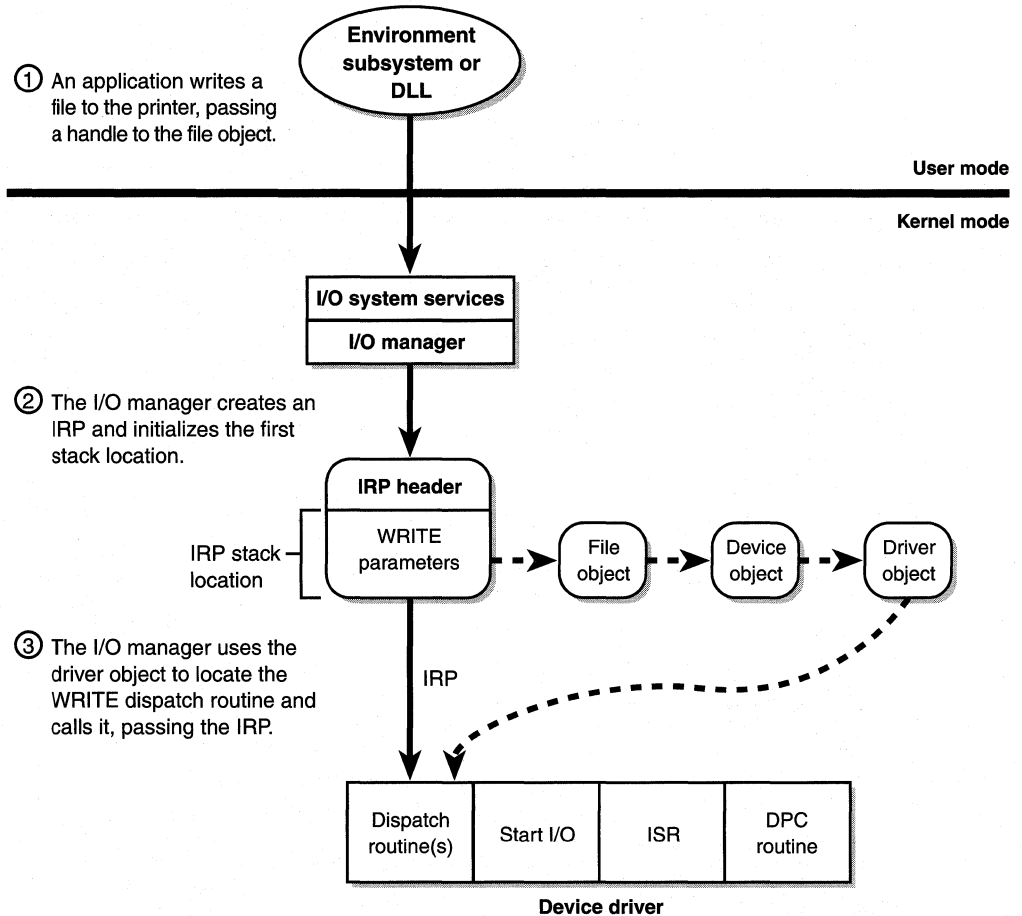 Environment
subsystem or
DLL
① An application writes a
file to the printer, passing
a handle to the file object.
User mode
Kernel mode
I/O system services
I/O manager
② The I/O manager creates an
IRP and initializes the first
stack location.
IRP header
WRITE
parameters
IRP stack
location
File
object
Device
object
Driver
object
③ The I/O manager uses the
driver object to locate the
WRITE dispatch routine and
calls it, passing the IRP.
IRP
Dispatch
routine(s)
Start I/O
ISR
DPC
routine
Device driver